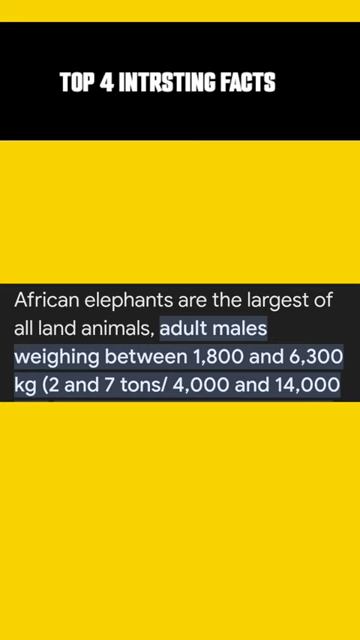 TOP 4 INTRSTING FACTS
African elephants are the largest of
all land animals, adult males
weighing between 1,800 and 6,300
kg (2 and 7 tons/ 4,000 and 14,000